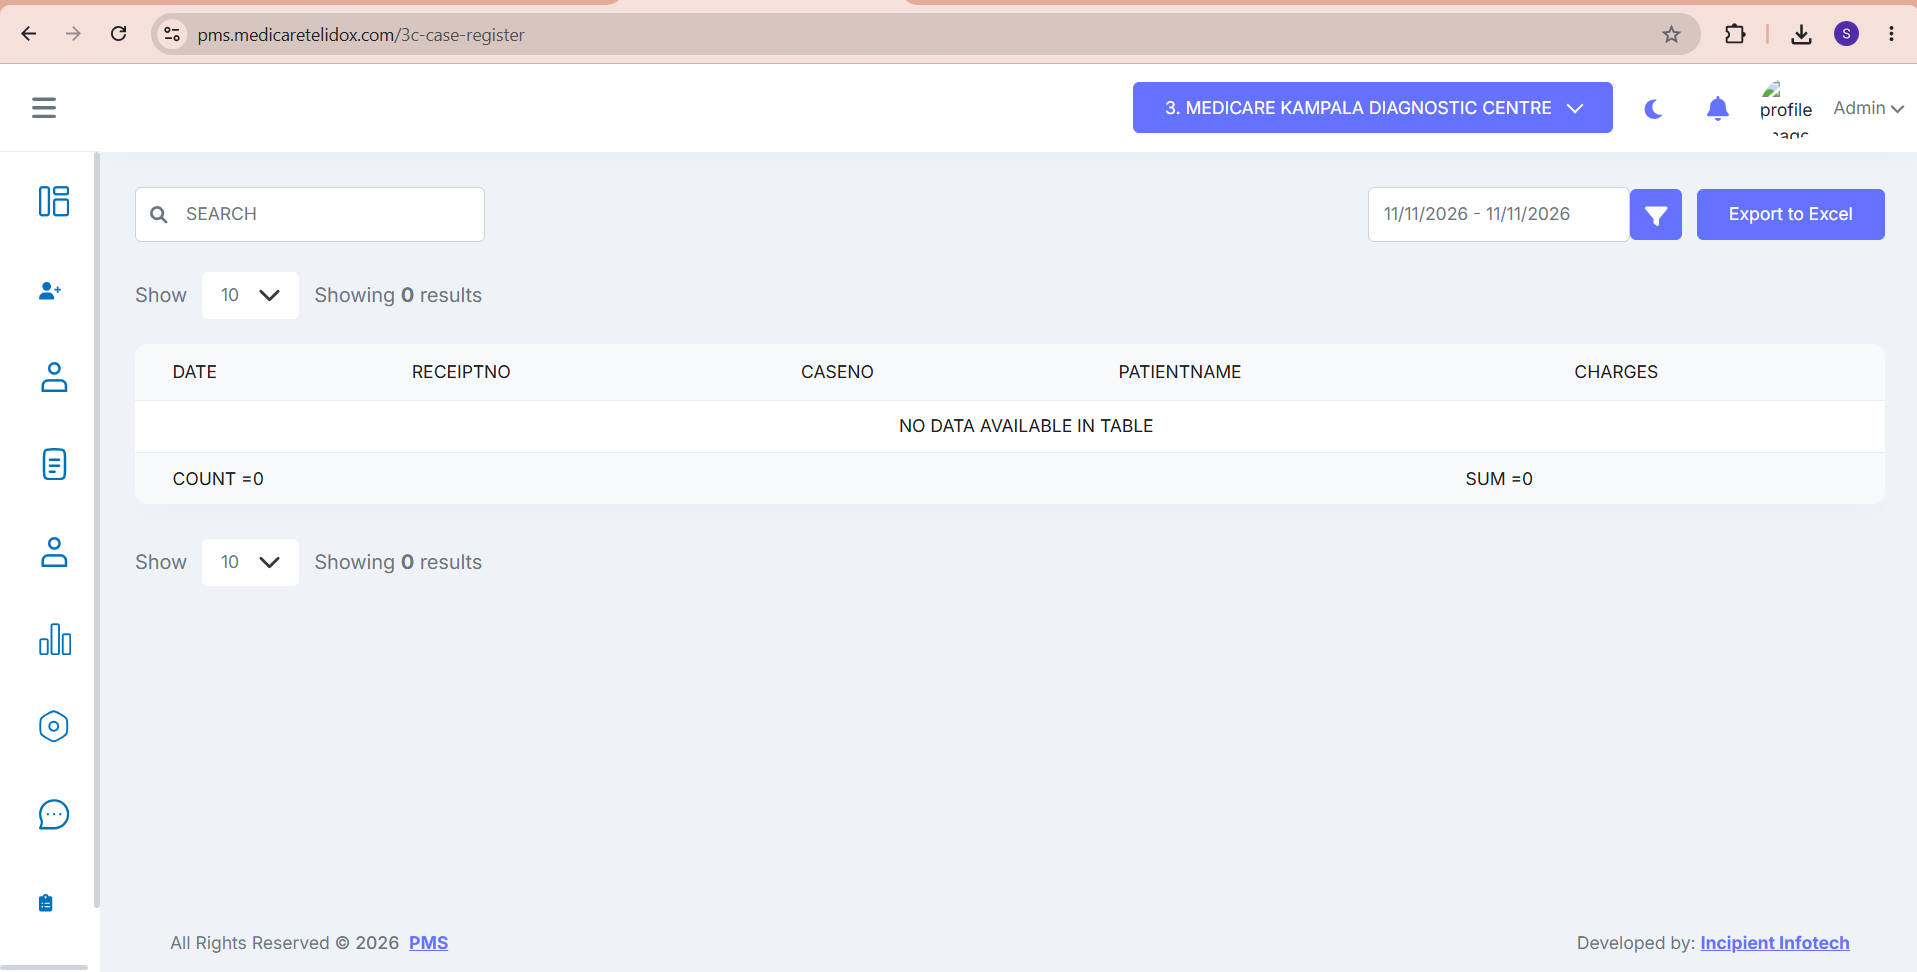 pms.medicaretelidox.com/3c-case-register
S
3. MEDICARE KAMPALA DIAGNOSTIC CENTRE
profile
Admin
SEARCH
11/11/2026 - 11/11/2026
Export to Excel
Show 10 Showing 0 results
DATE RECEIPTNO CASENO PATIENTNAME CHARGES
NO DATA AVAILABLE IN TABLE
COUNT =0 SUM =0
Show 10 Showing 0 results
All Rights Reserved © 2026 PMS
Developed by: Incipient Infotech